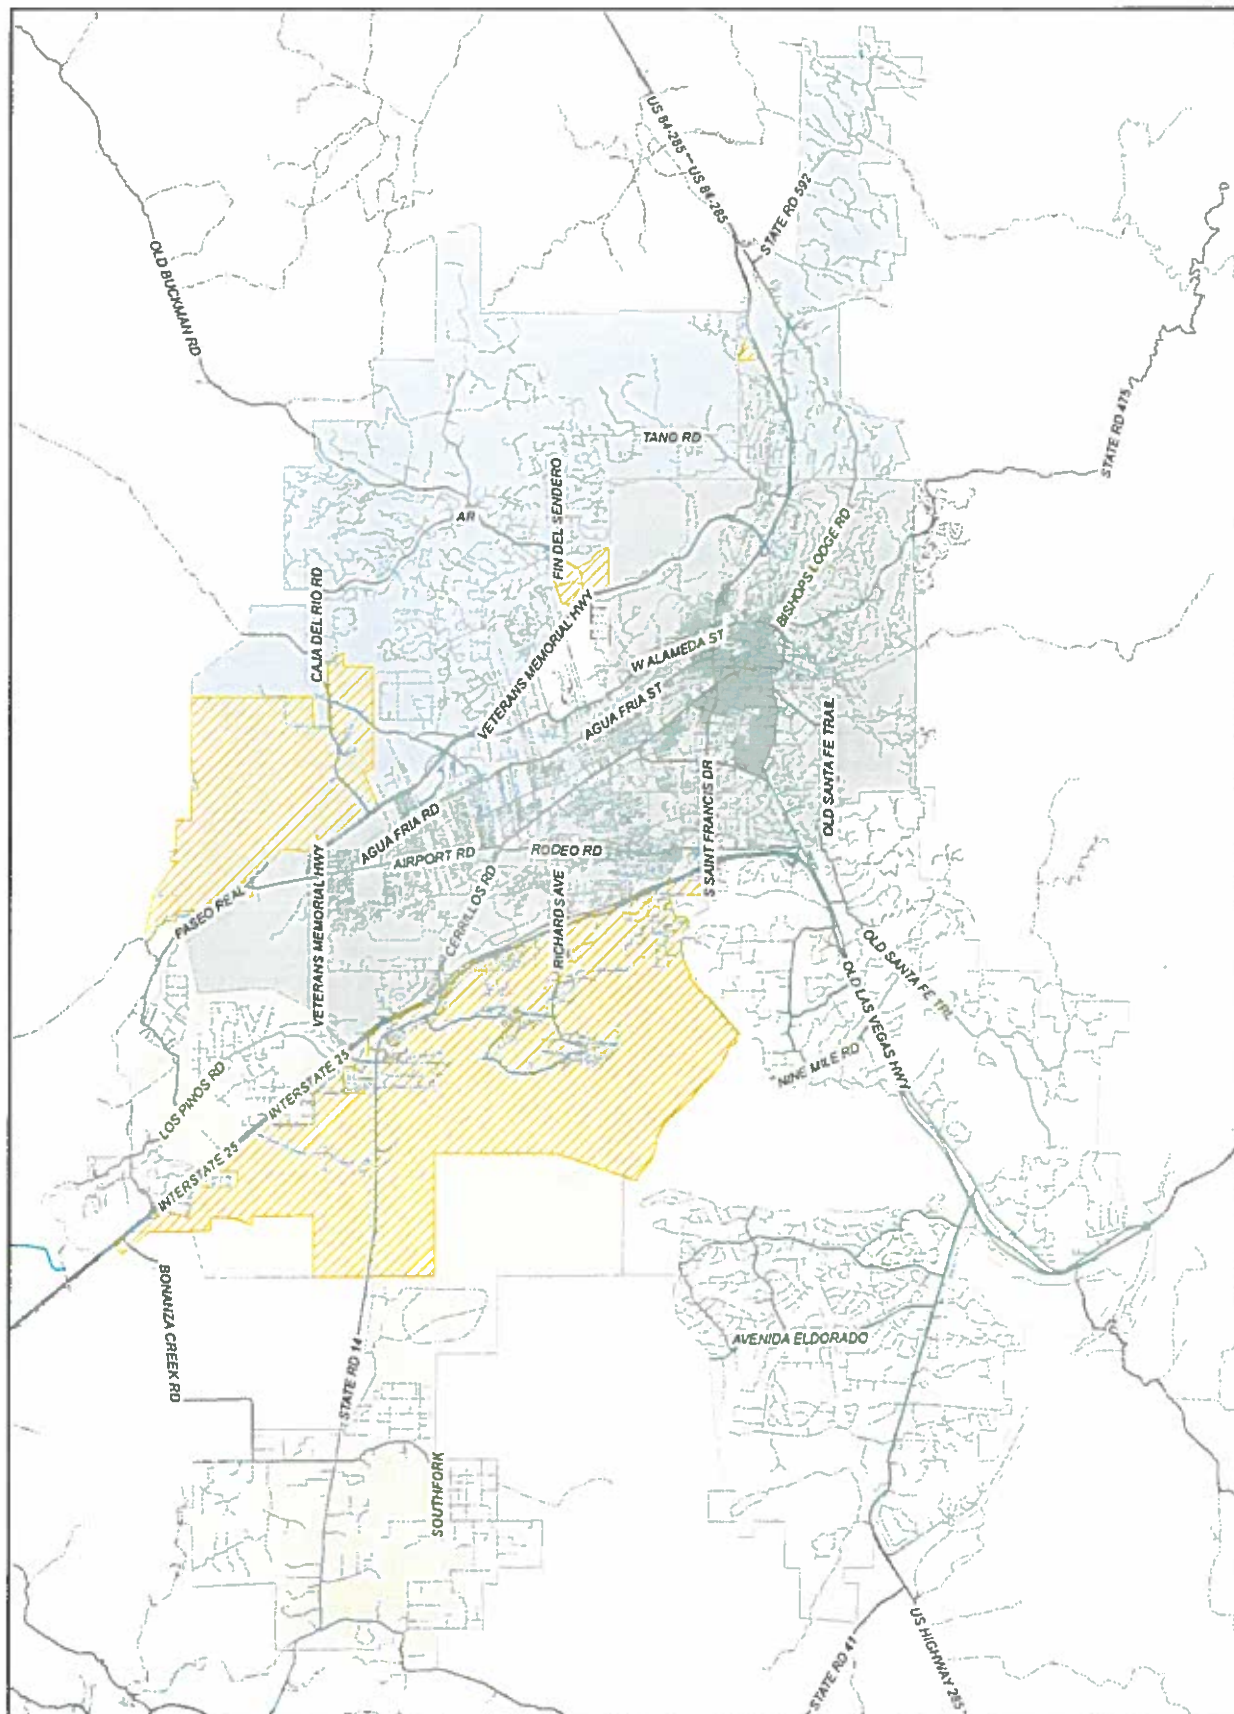 US 84-285
US 84-285
STATE RD 592
OLD BUCKMAN RD
STATE RD 475
TANO RD
FIN DEL SENDERO
AR
BISHOPS LODGE RD
CAJA DEL RIO RD
VETERANS MEMORIAL HWY
W ALAMEDA ST
AGUA FRIA ST
OLD SANTA FE TRAIL
S SAINT FRANCIS DR
AGUA FRIA RD
AIRPORT RD
RODEO RD
PASEO REAL
VETERANS MEMORIAL HWY
CERRILLOS RD
RICHARDS AVE
OLD SANTA FE TRL
OLD LAS VEGAS HWY
NINE MILE RD
LOS PINOS RD
INTERSTATE 25
INTERSTATE 25
BONANZA CREEK RD
STATE RD 14
AVENIDA ELDORADO
SOUTHFORK
STATE RD 41
US HIGHWAY 285